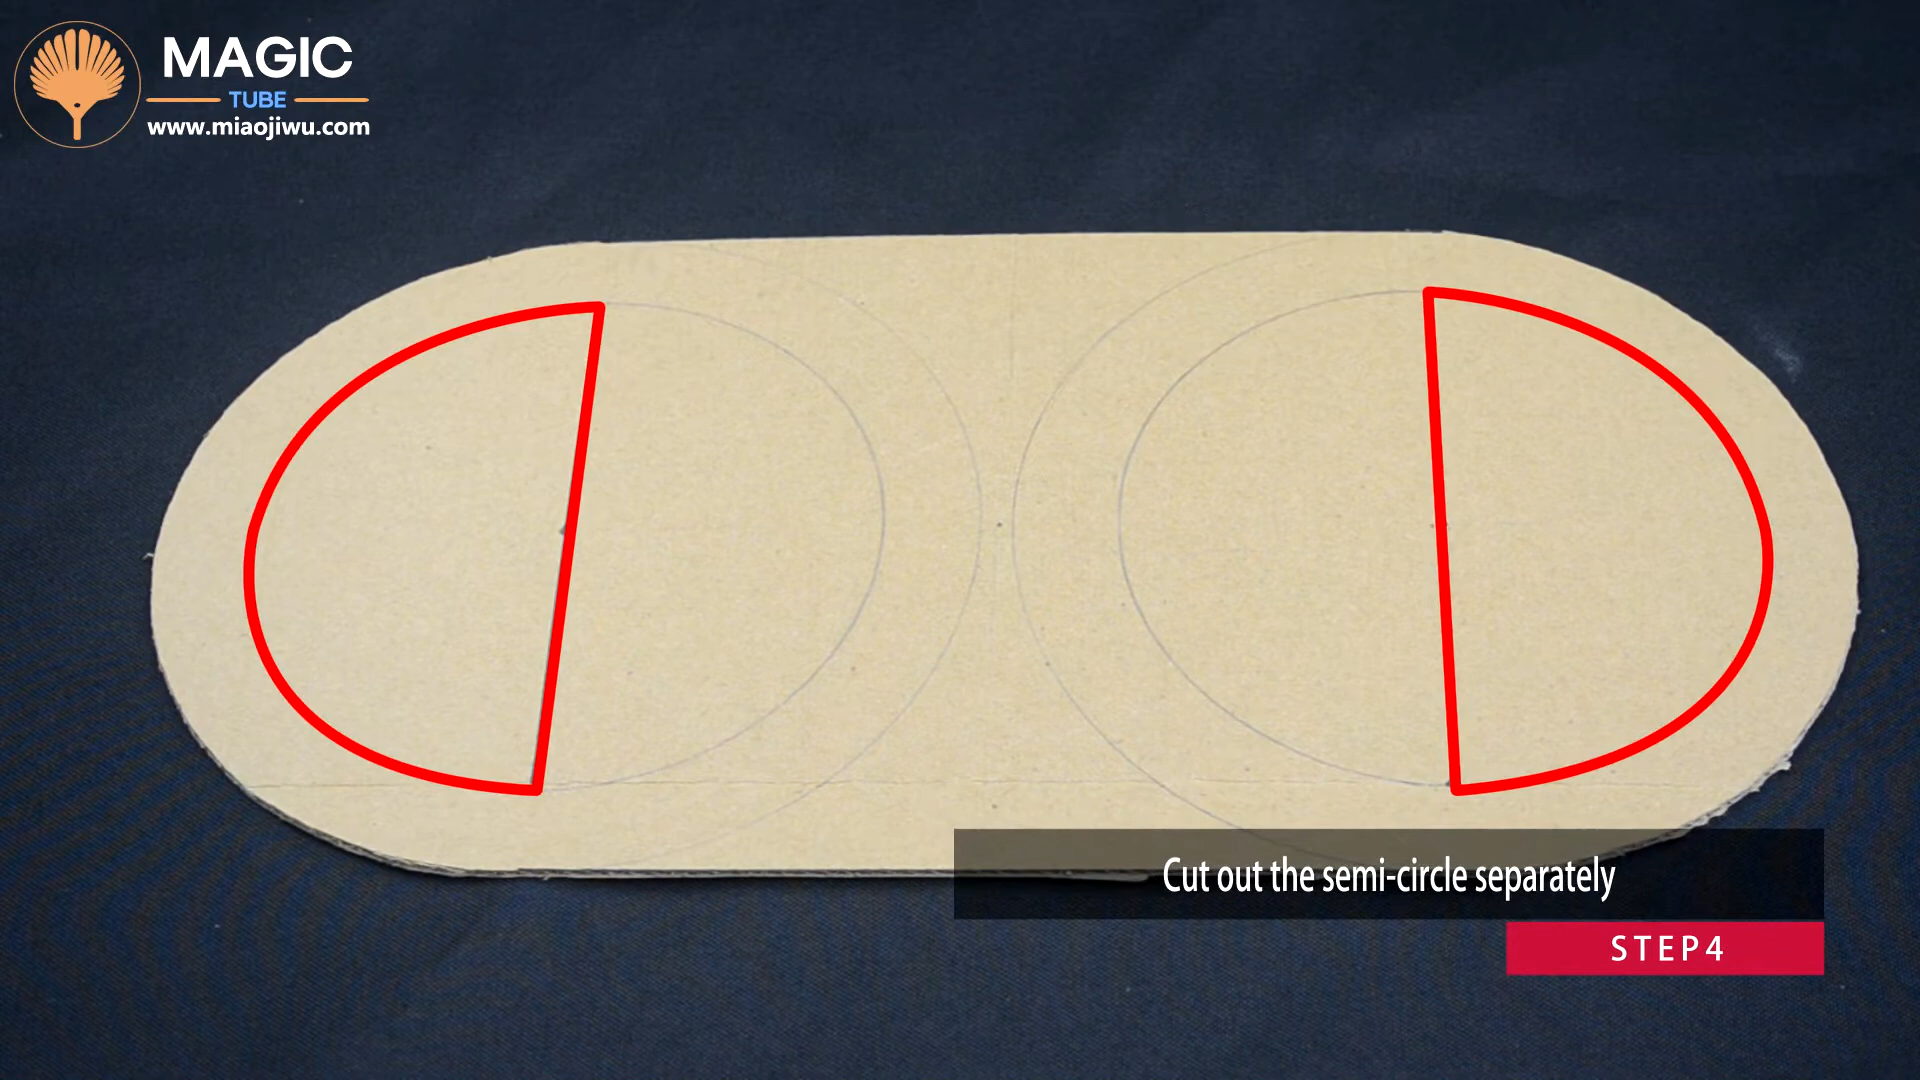 MAGIC
TUBE
www.miaojiwu.com
Cut out the semi-circle separately
STEP4